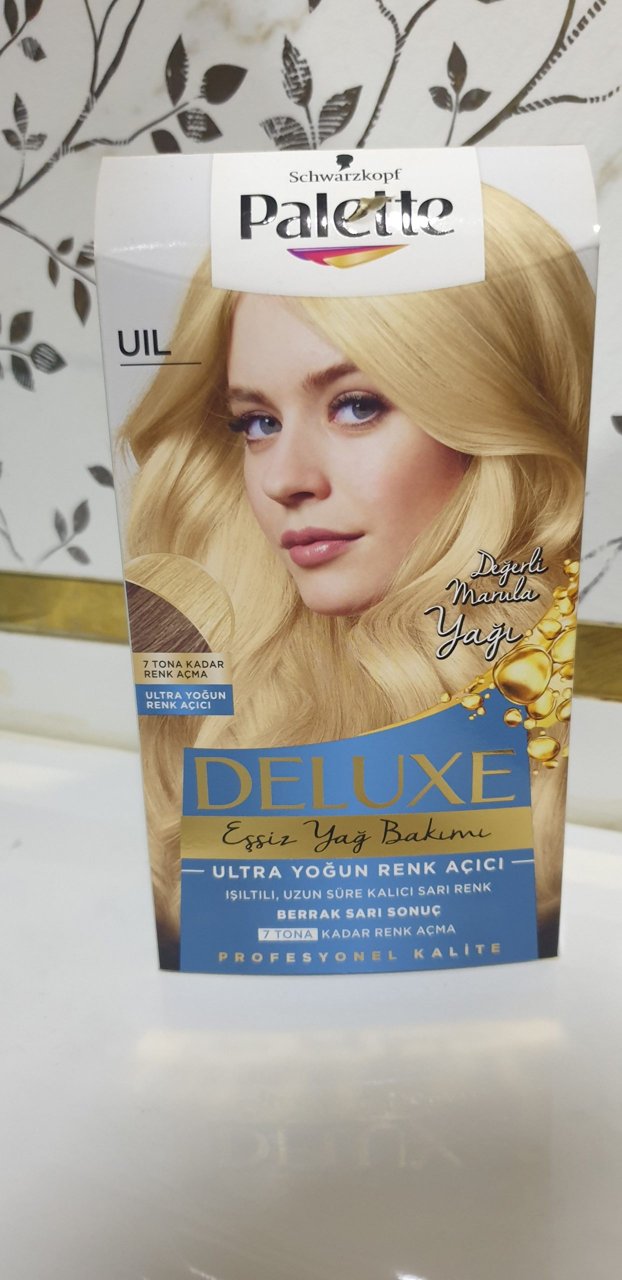 Schwarzkopf
Palette
UIL
Değerli
Marula
Yağı
7 TONA KADAR
RENK AÇMA
ULTRA YOĞUN
RENK AÇICI
DELUXE
Eşsiz Yağ Bakımı
ULTRA YOĞUN RENK AÇICI
IŞILTILI, UZUN SÜRE KALICI SARI RENK
BERRAK SARI SONUÇ
7 TONA KADAR RENK AÇMA
PROFESYONEL KALİTE